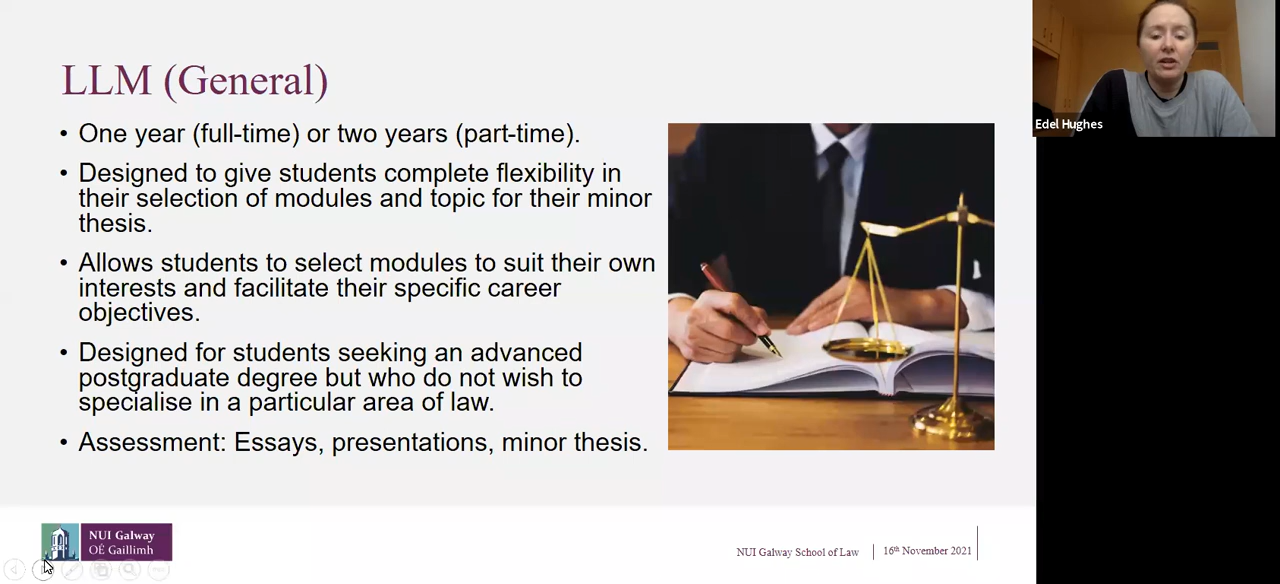 LLM (General)
• One year (full-time) or two years (part-time).
• Designed to give students complete flexibility in
their selection of modules and topic for their minor
thesis.
• Allows students to select modules to suit their own
interests and facilitate their specific career
objectives.
• Designed for students seeking an advanced
postgraduate degree but who do not wish to
specialise in a particular area of law.
• Assessment: Essays, presentations, minor thesis.
NUI Galway
OÉ Gaillimh
NUI Galway School of Law
16th November 2021
Edel Hughes